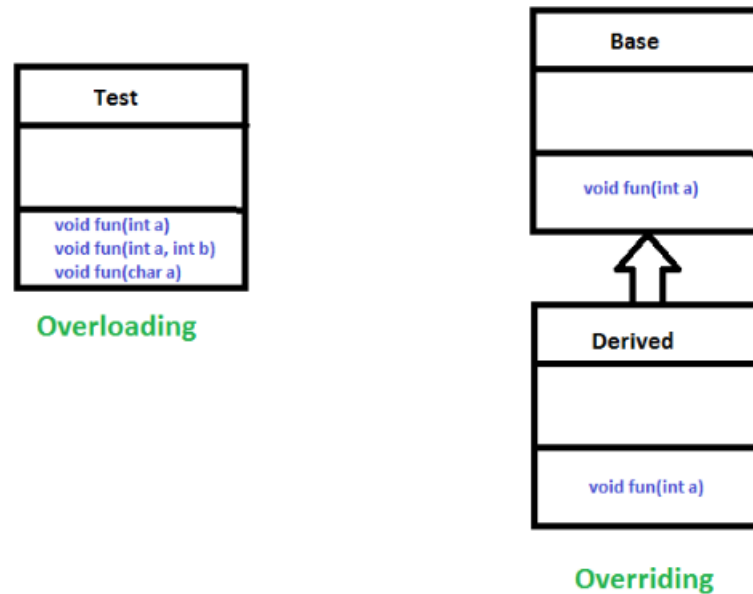 Test
void fun(int a)
void fun(int a, int b)
void fun(char a)
Overloading
Base
void fun(int a)
Derived
void fun(int a)
Overriding